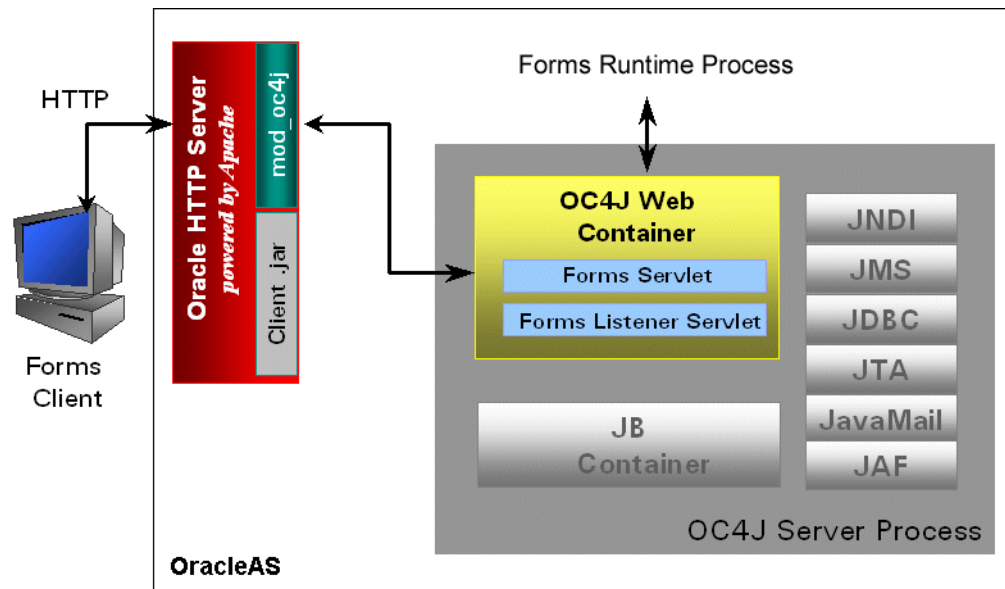 HTTP
Forms
Client
Oracle HTTP Server
powered by Apache
mod_oc4j
Client .jar
Forms Runtime Process
OC4J Web
Container
Forms Servlet
Forms Listener Servlet
JB
Container
JNDI
JMS
JDBC
JTA
JavaMail
JAF
OC4J Server Process
OracleAS